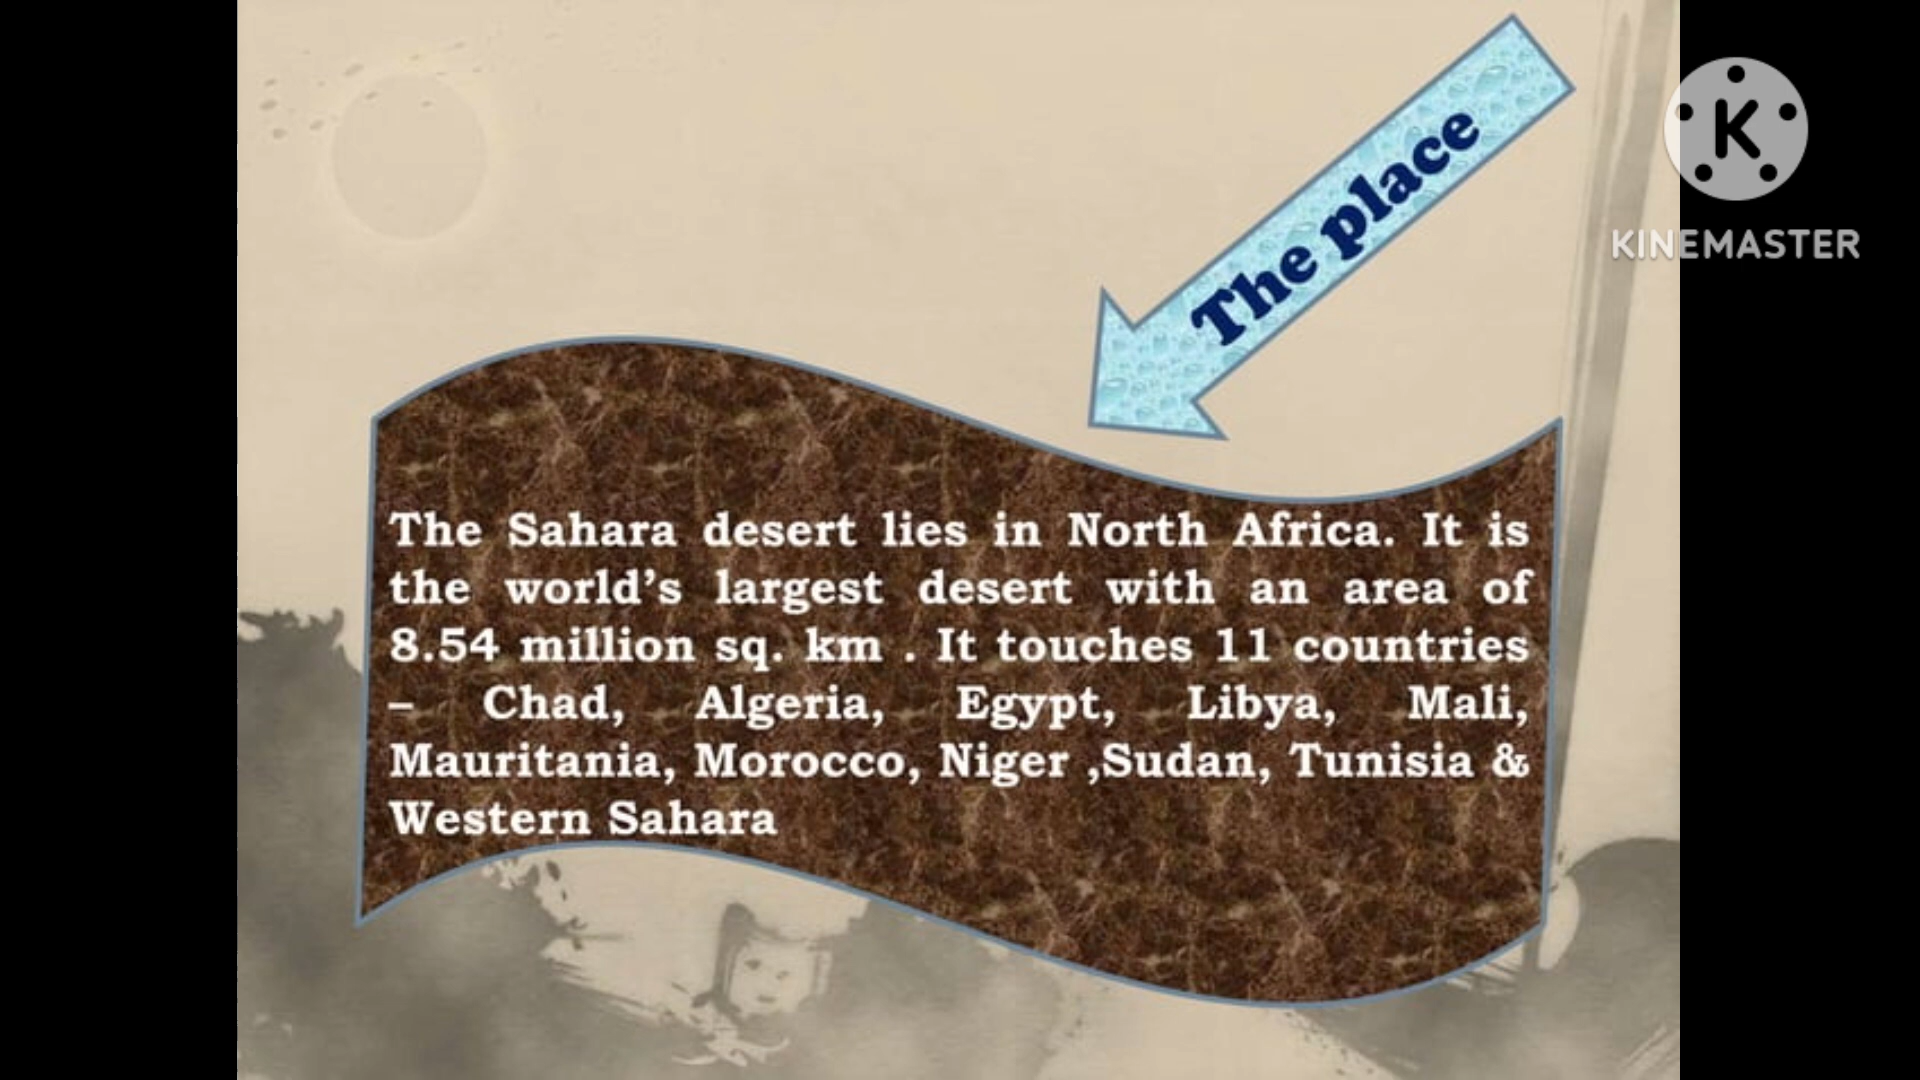 The place
K
KINEMASTER
The Sahara desert lies in North Africa. It is
the world’s largest desert with an area of
8.54 million sq. km . It touches 11 countries
– Chad, Algeria, Egypt, Libya, Mali,
Mauritania, Morocco, Niger ,Sudan, Tunisia &
Western Sahara